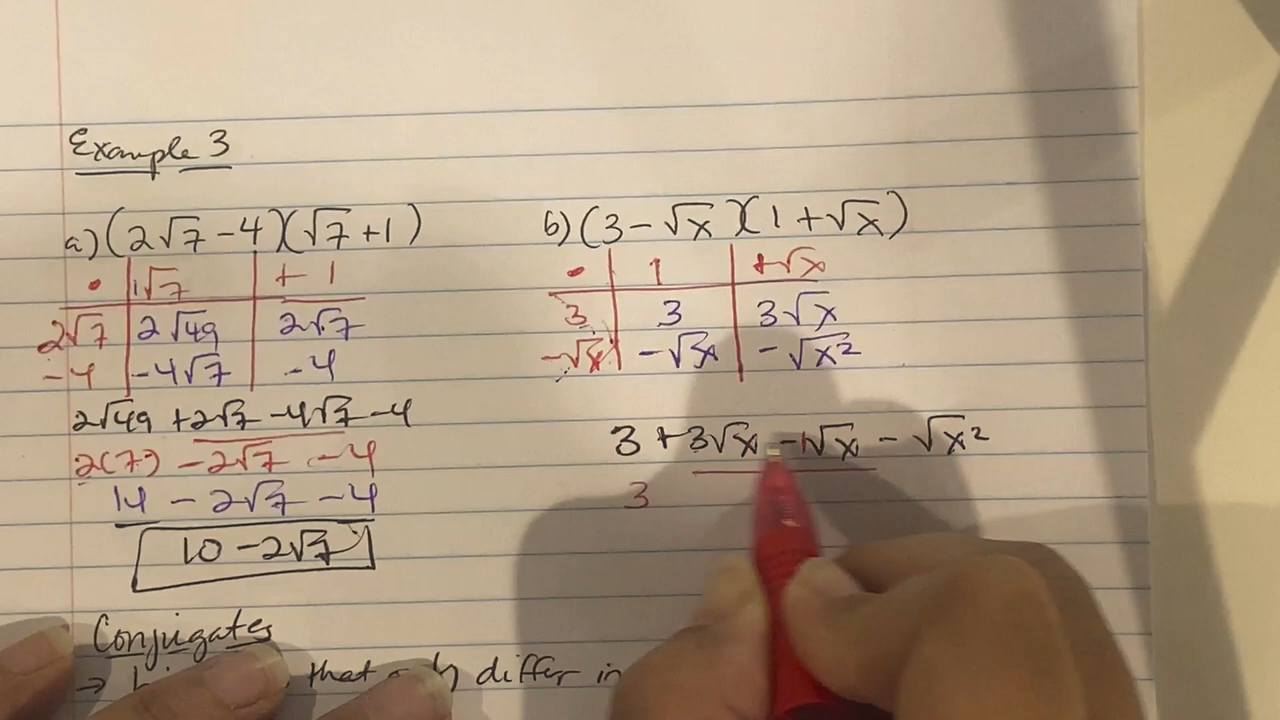 Example 3
a) (2√7 - 4)(√7 + 1)
• 1√7 + 1
2√7 2√49 2√7
-4 -4√7 -4
2√49 + 2√7 - 4√7 - 4
2(7) - 2√7 - 4
14 - 2√7 - 4
10 - 2√7
b) (3 - √x)(1 + √x)
• 1 + √x
3 3 3√x
-√x -√x -√x²
3 + 3√x - 1√x - √x²
3
Conjugates
→ that differ in